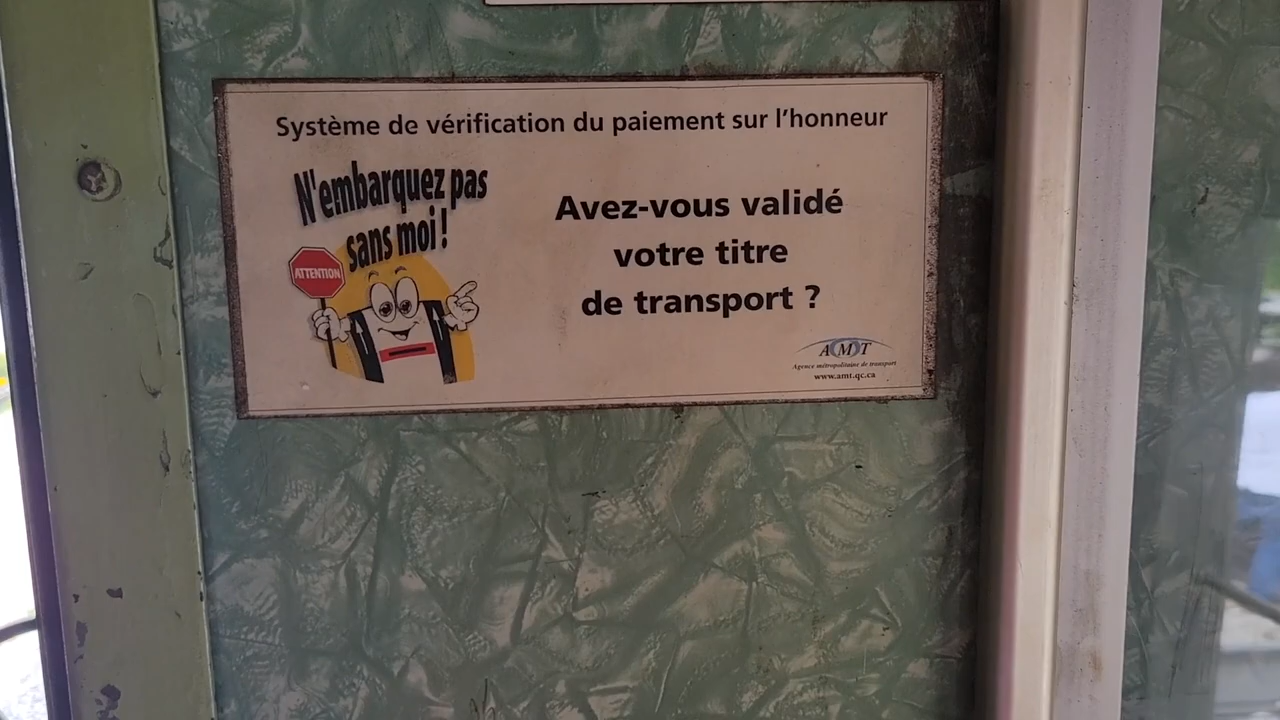 Système de vérification du paiement sur l'honneur
N'embarquez pas
sans moi !
ATTENTION
Avez-vous validé
votre titre
de transport ?
AMT
Agence métropolitaine de transport
www.amt.qc.ca